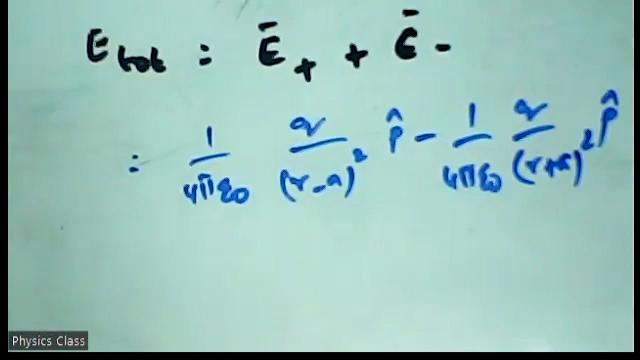 E tot = Ē+ + Ē-
= 1/4πε0 q/(r-a)² p̂ - 1/4πε0 q/(r+a)² p̂
Physics Class